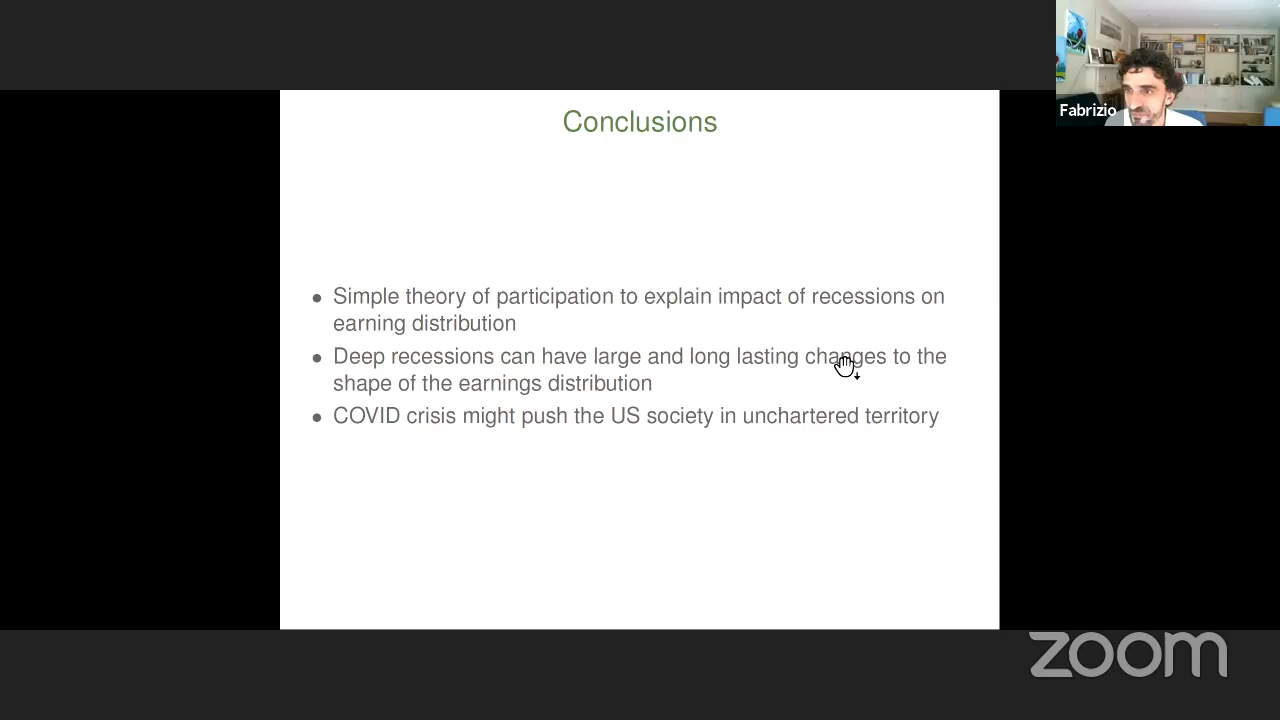 Fabrizio
Conclusions
• Simple theory of participation to explain impact of recessions on
earning distribution
• Deep recessions can have large and long lasting changes to the
shape of the earnings distribution
• COVID crisis might push the US society in unchartered territory
zoom